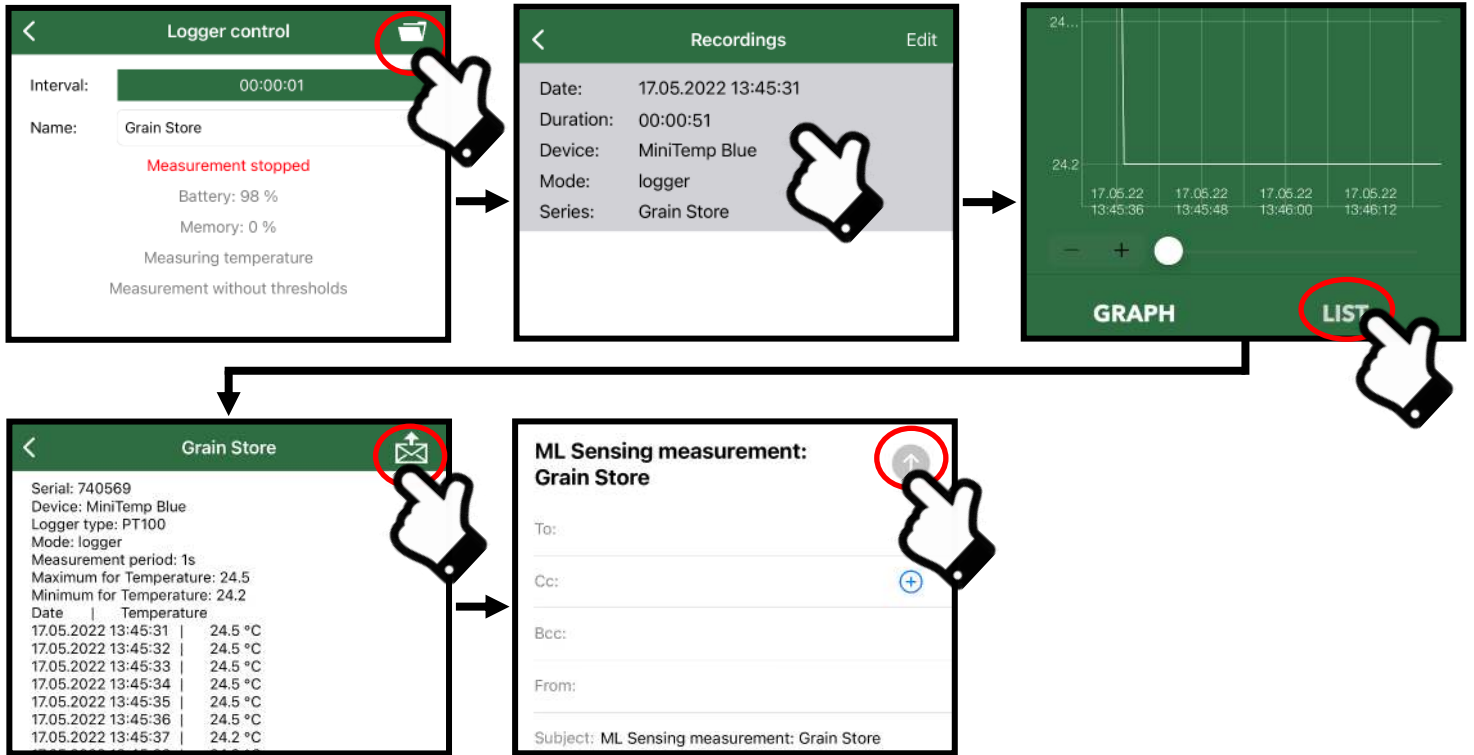 Logger control
Interval: 00:00:01
Name: Grain Store
Measurement stopped
Battery: 98 %
Memory: 0 %
Measuring temperature
Measurement without thresholds
Recordings Edit
Date: 17.05.2022 13:45:31
Duration: 00:00:51
Device: MiniTemp Blue
Mode: logger
Series: Grain Store
24...
24.2
17.05.22 17.05.22 17.05.22 17.05.22
13:45:36 13:45:48 13:46:00 13:46:12
− +
GRAPH LIST
Grain Store
Serial: 740569
Device: MiniTemp Blue
Logger type: PT100
Mode: logger
Measurement period: 1s
Maximum for Temperature: 24.5
Minimum for Temperature: 24.2
Date | Temperature
17.05.2022 13:45:31 | 24.5 °C
17.05.2022 13:45:32 | 24.5 °C
17.05.2022 13:45:33 | 24.5 °C
17.05.2022 13:45:34 | 24.5 °C
17.05.2022 13:45:35 | 24.5 °C
17.05.2022 13:45:36 | 24.5 °C
17.05.2022 13:45:37 | 24.2 °C
ML Sensing measurement:
Grain Store
To:
Cc:
Bcc:
From:
Subject: ML Sensing measurement: Grain Store